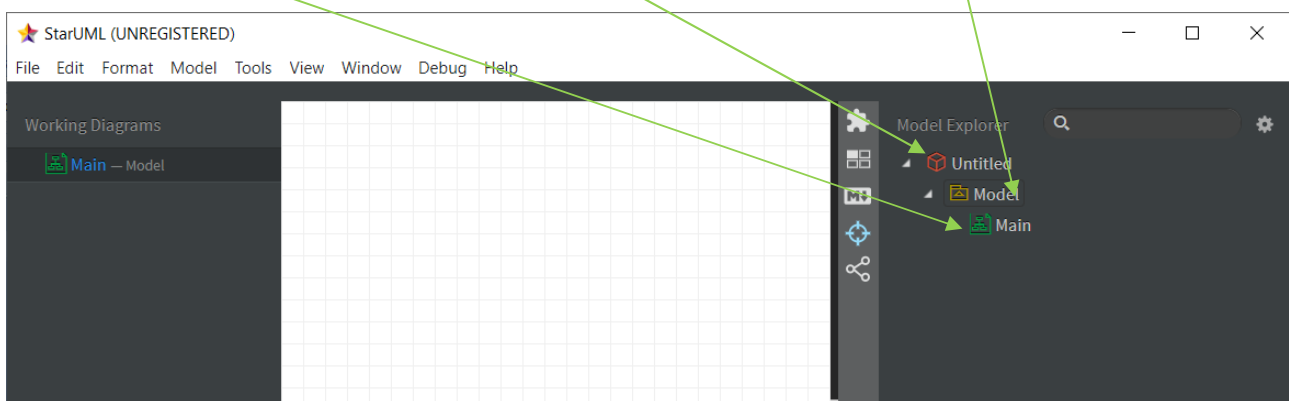 StarUML (UNREGISTERED)
File Edit Format Model Tools View Window Debug Help
Working Diagrams
Main — Model
Model Explorer
Untitled
Model
Main